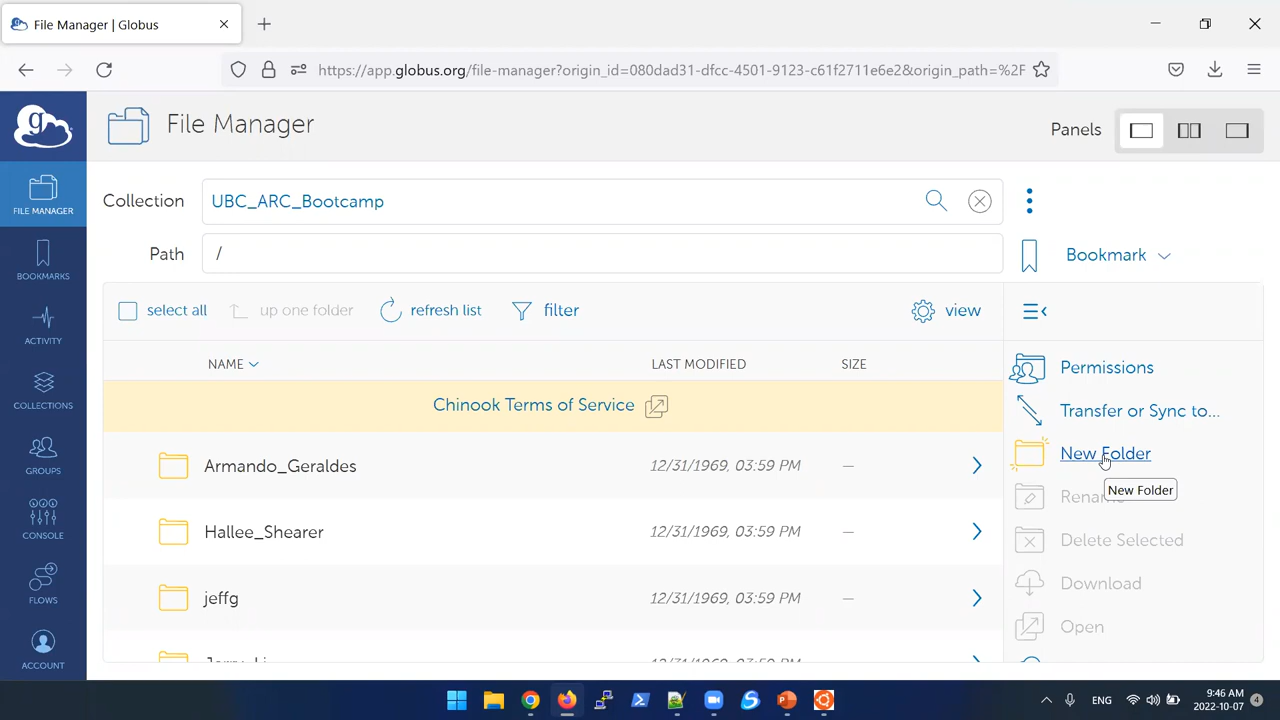 File Manager | Globus
https://app.globus.org/file-manager?origin_id=080dad31-dfcc-4501-9123-c61f2711e6e2&origin_path=%2F
g
File Manager
Panels
FILE MANAGER
BOOKMARKS
ACTIVITY
COLLECTIONS
GROUPS
CONSOLE
FLOWS
ACCOUNT
Collection UBC_ARC_Bootcamp
Path /
Bookmark
select all up one folder refresh list filter view
NAME LAST MODIFIED SIZE
Chinook Terms of Service
Armando_Geraldes 12/31/1969, 03:59 PM —
Hallee_Shearer 12/31/1969, 03:59 PM —
jeffg 12/31/1969, 03:59 PM —
Permissions
Transfer or Sync to...
New Folder
New Folder
Delete Selected
Download
Open
ENG
9:46 AM
2022-10-07
4